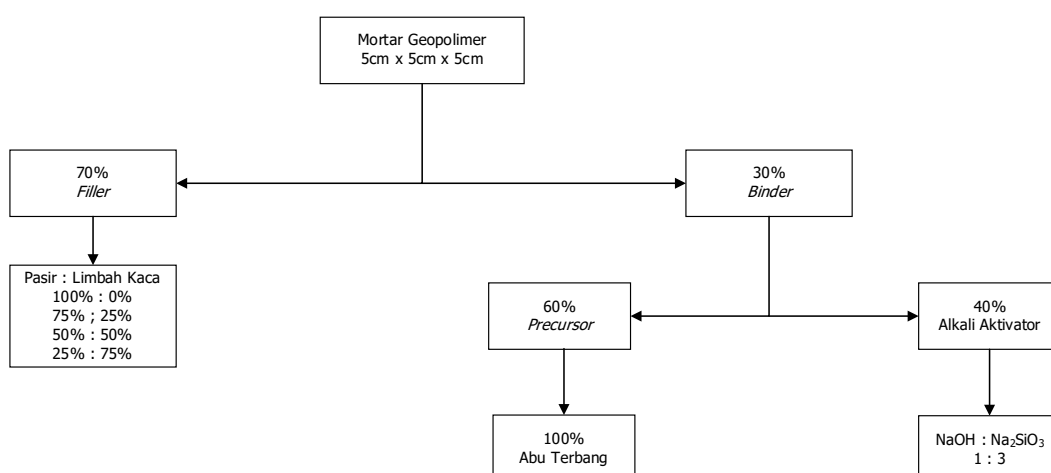 Mortar Geopolimer
5cm x 5cm x 5cm
70%
Filler
30%
Binder
Pasir : Limbah Kaca
100% : 0%
75% ; 25%
50% : 50%
25% : 75%
60%
Precursor
40%
Alkali Aktivator
100%
Abu Terbang
NaOH : Na₂SiO₃
1 : 3